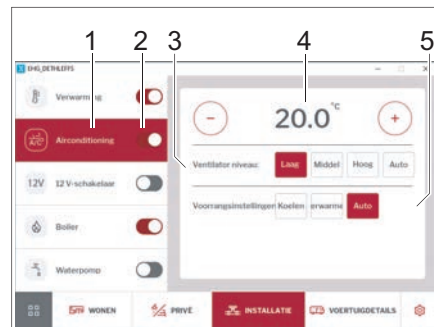 1 2 3 4 5
EHG_DETHLEFFS
Verwarming
20.0 °C
A/C Airconditioning
Ventilator niveau: Laag Middel Hoog Auto
12V 12 V-schakelaar
Voorrangsinstellingen Koelen erwarme Auto
Boiler
Waterpomp
WONEN PRIVÉ INSTALLATIE VOERTUIGDETAILS